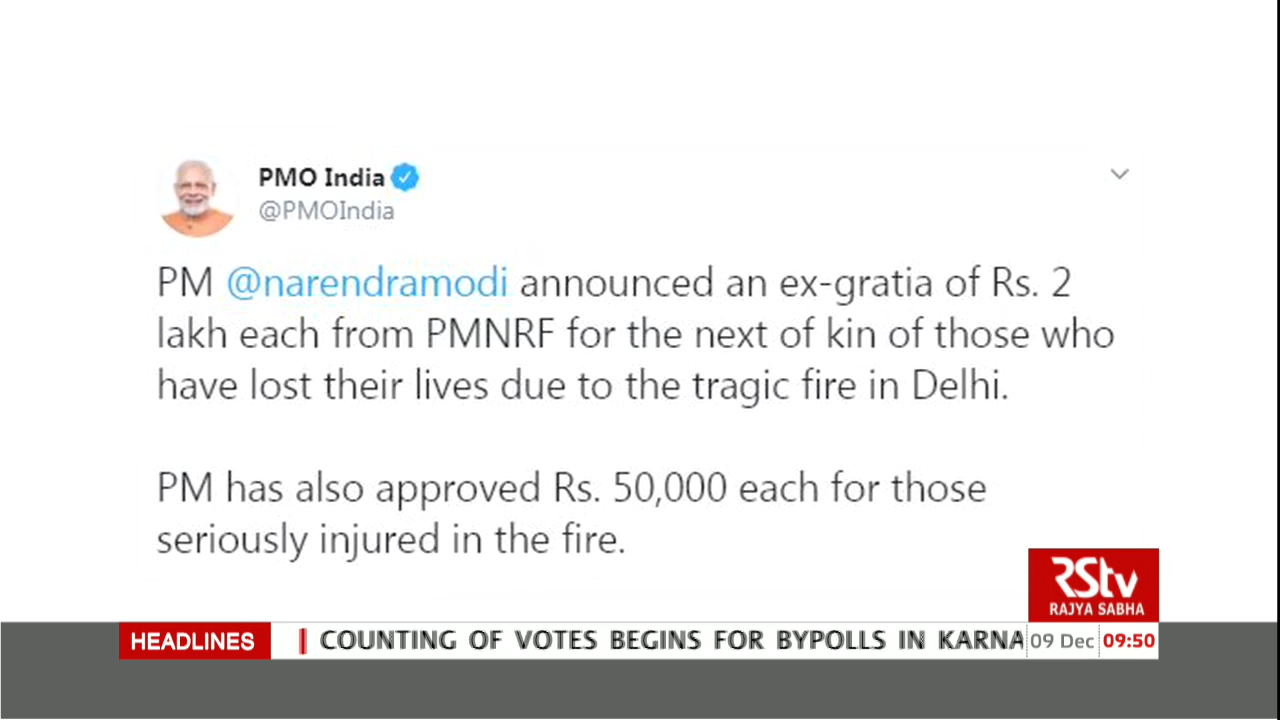 PMO India
@PMOIndia
PM @narendramodi announced an ex-gratia of Rs. 2
lakh each from PMNRF for the next of kin of those who
have lost their lives due to the tragic fire in Delhi.
PM has also approved Rs. 50,000 each for those
seriously injured in the fire.
RSTV
RAJYA SABHA
HEADLINES
COUNTING OF VOTES BEGINS FOR BYPOLLS IN KARNA
09 Dec 09:50